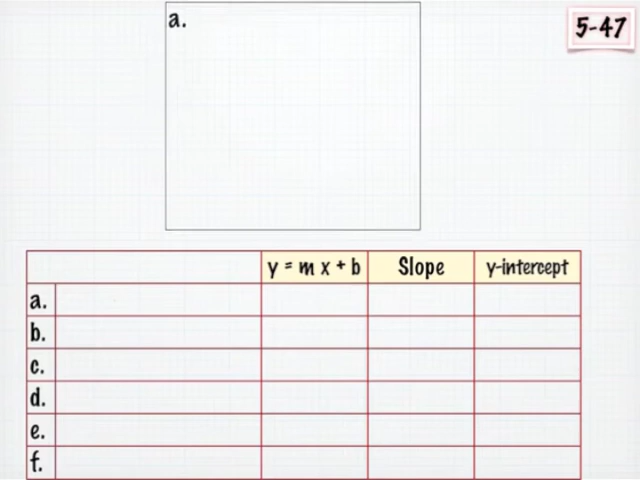 a.
5-47
y = m x + b Slope y-intercept
a.
b.
c.
d.
e.
f.